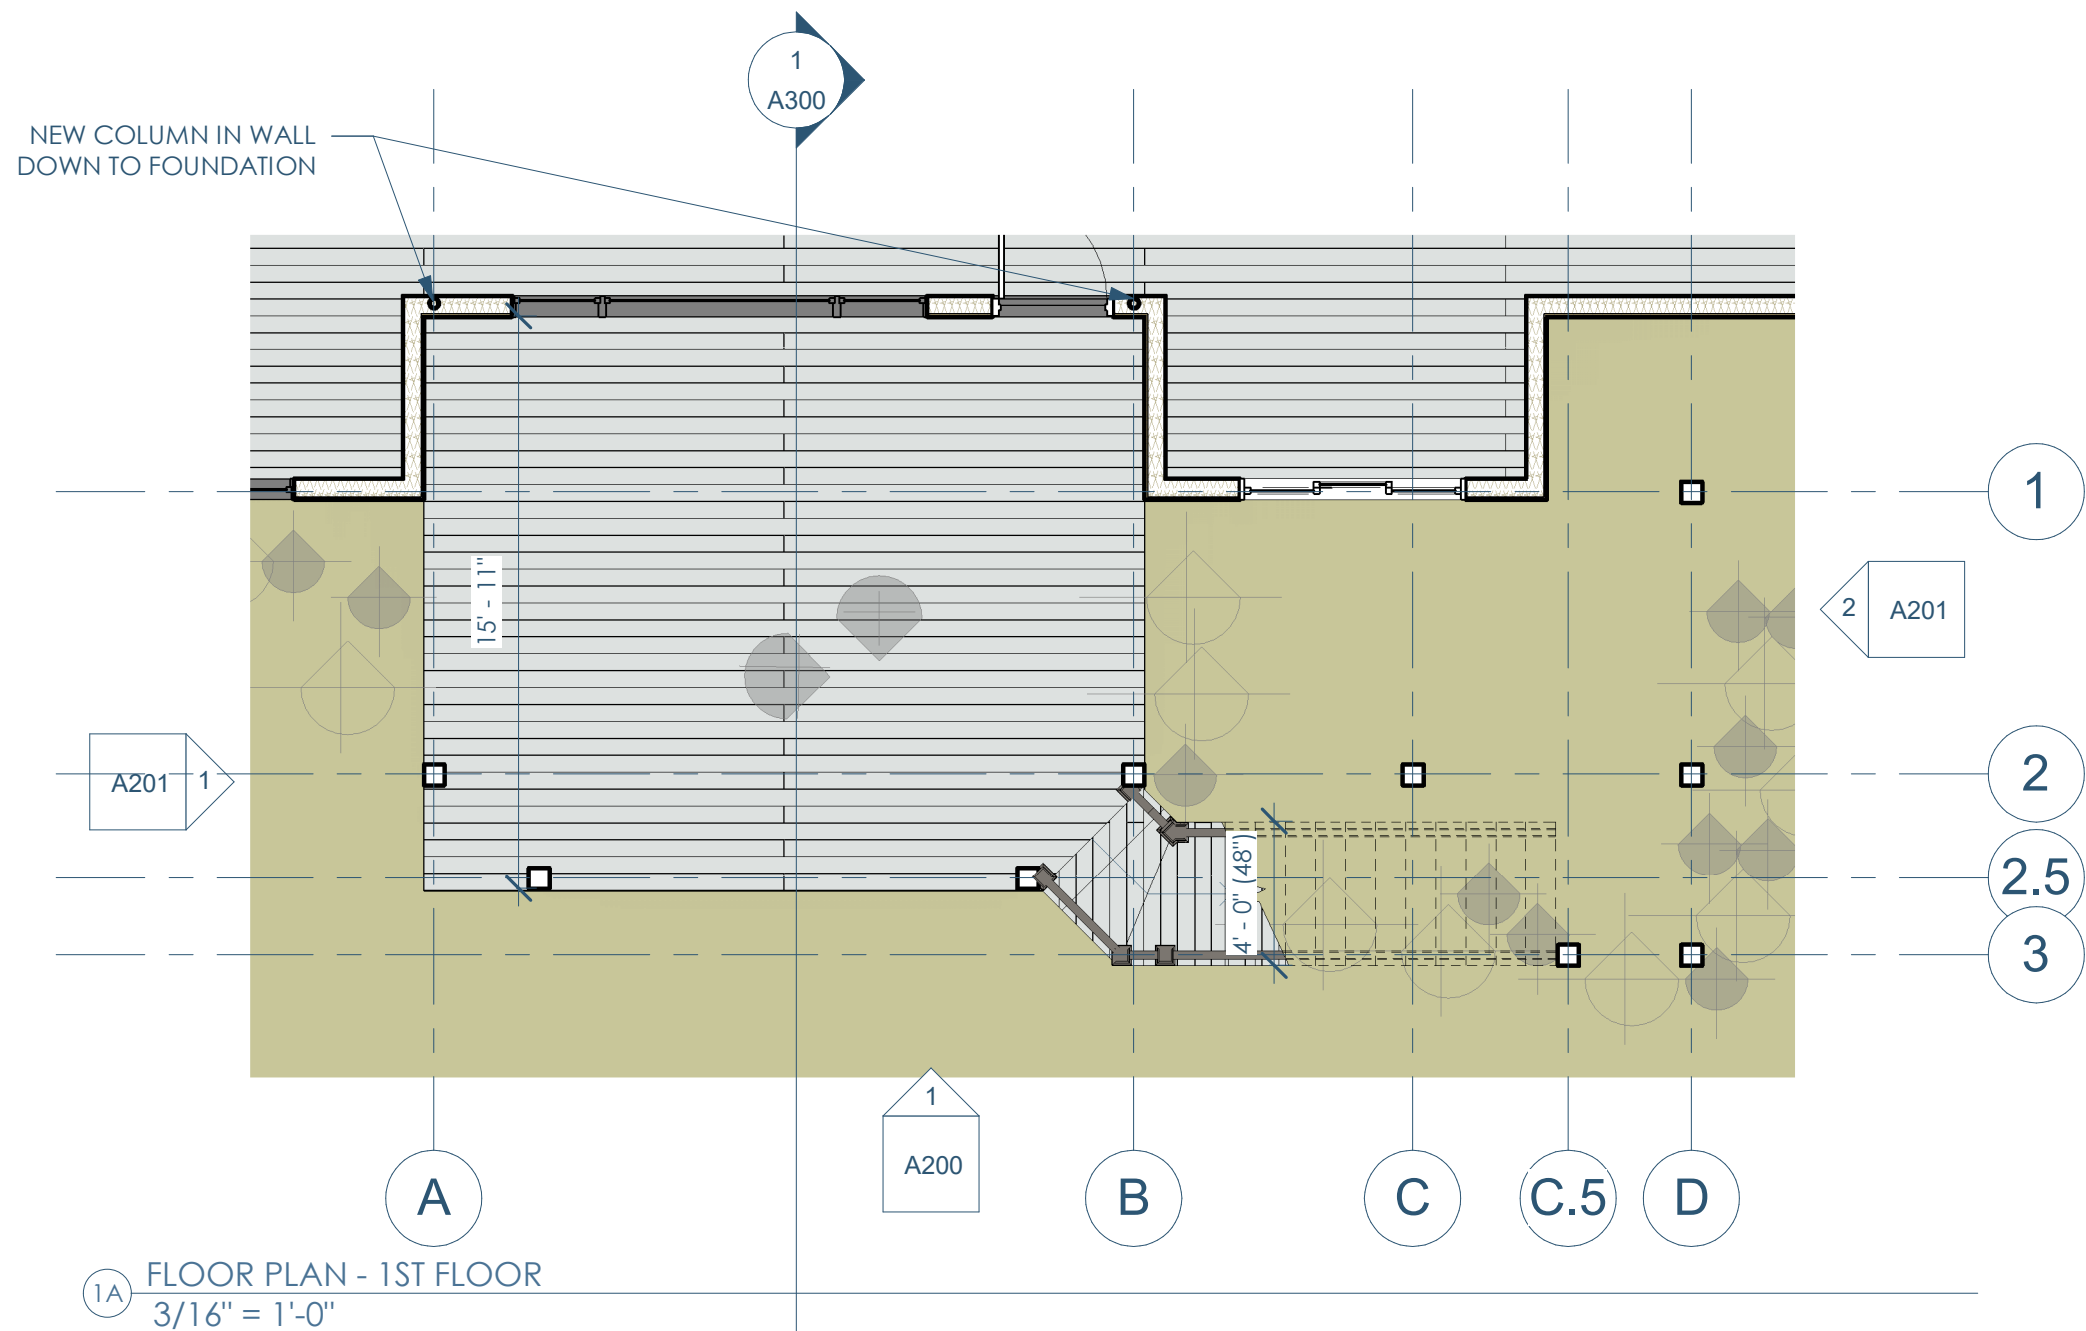 1
A300
NEW COLUMN IN WALL
DOWN TO FOUNDATION
1
15' - 11"
2
A201
A201
1
2
4' - 0" (48")
2.5
3
1
A200
A
B
C
C.5
D
1A
FLOOR PLAN - 1ST FLOOR
3/16" = 1'-0"